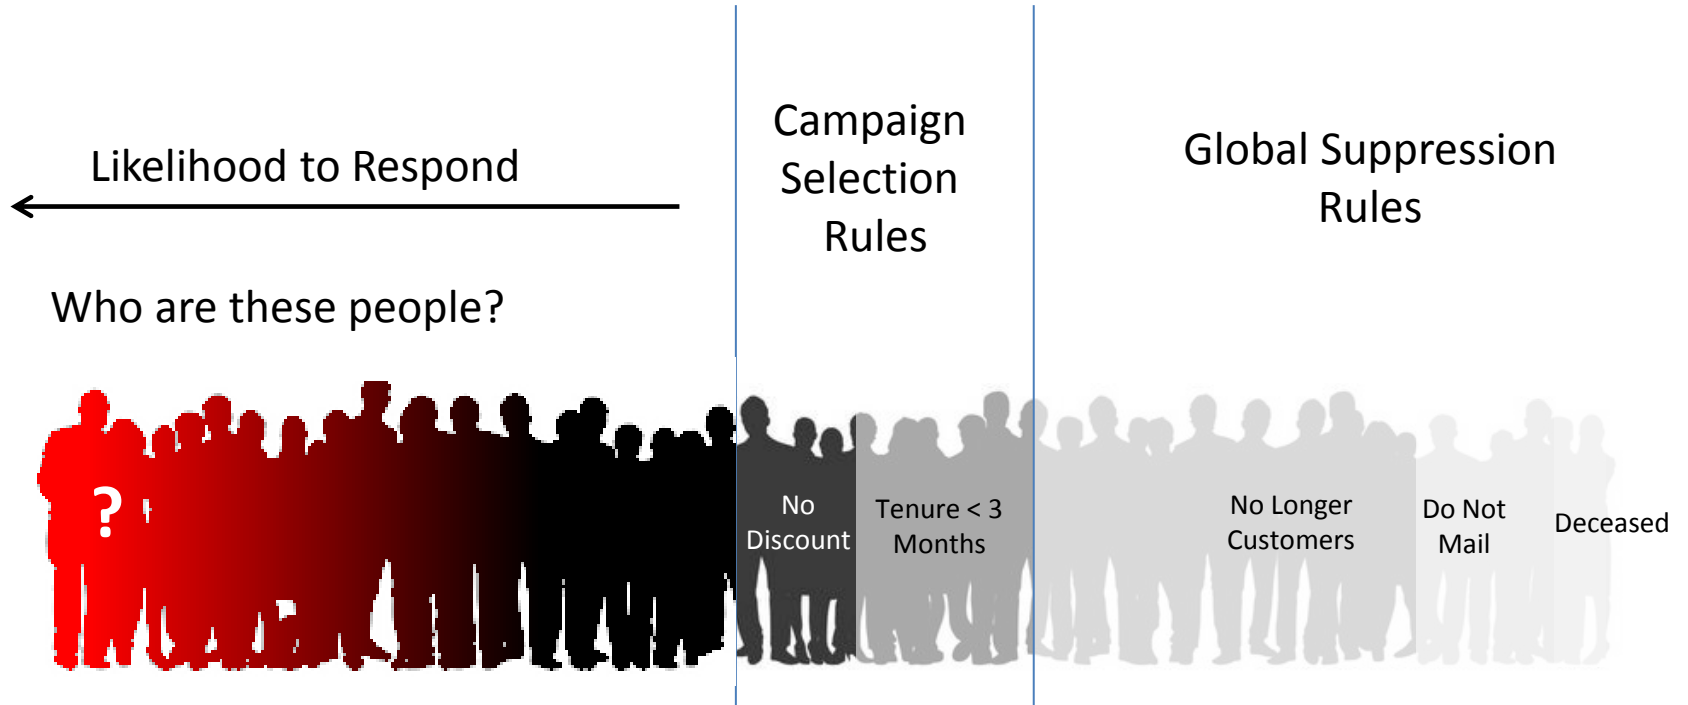 Likelihood to Respond
Who are these people?
?
Campaign
Selection
Rules
Global Suppression
Rules
No
Discount
Tenure < 3
Months
No Longer
Customers
Do Not
Mail
Deceased